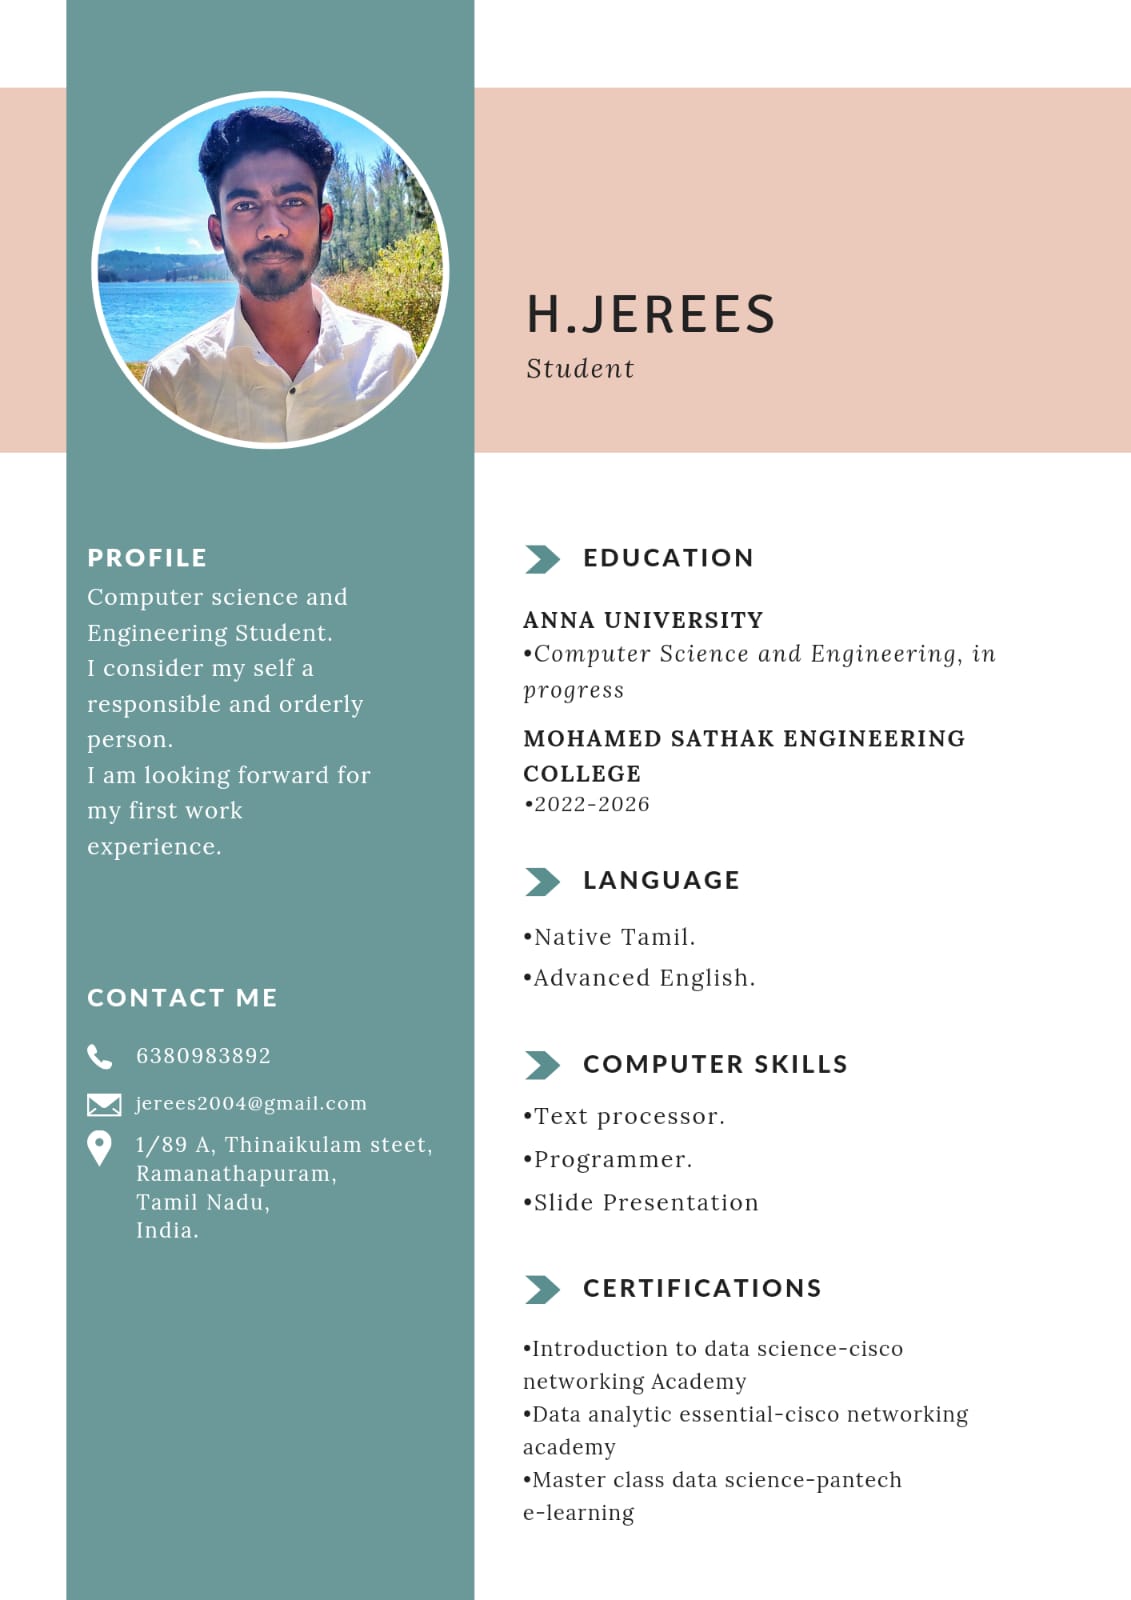 H.JEREES
Student
PROFILE
Computer science and
Engineering Student.
I consider my self a
responsible and orderly
person.
I am looking forward for
my first work
experience.
CONTACT ME
6380983892
jerees2004@gmail.com
1/89 A, Thinaikulam steet,
Ramanathapuram,
Tamil Nadu,
India.
EDUCATION
ANNA UNIVERSITY
•Computer Science and Engineering, in
progress
MOHAMED SATHAK ENGINEERING
COLLEGE
•2022-2026
LANGUAGE
•Native Tamil.
•Advanced English.
COMPUTER SKILLS
•Text processor.
•Programmer.
•Slide Presentation
CERTIFICATIONS
•Introduction to data science-cisco
networking Academy
•Data analytic essential-cisco networking
academy
•Master class data science-pantech
e-learning